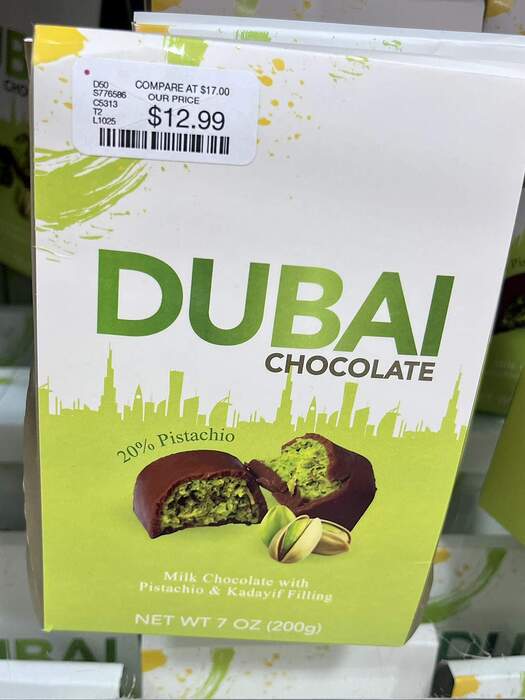 D50
S776586
C5313
T2
L1025
COMPARE AT $17.00
OUR PRICE
$12.99
DUBAI
CHOCOLATE
20% Pistachio
Milk Chocolate with
Pistachio & Kadayif Filling
NET WT 7 OZ (200g)